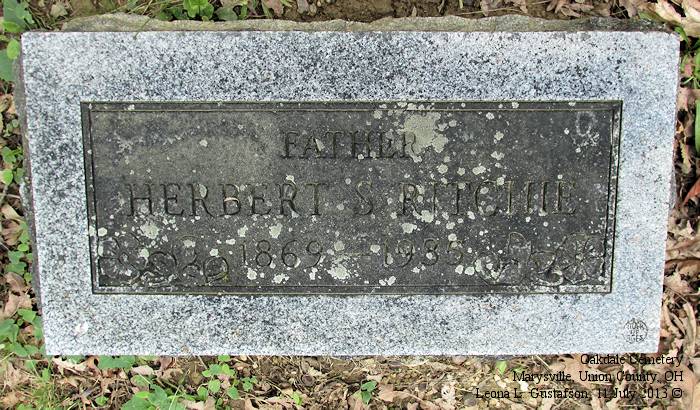 FATHER
HERBERT S RITCHIE
1869 — 1935
Oakdale Cemetery
Marysville, Union County, OH
Leona L. Gustafson, 11 July 2013 ©